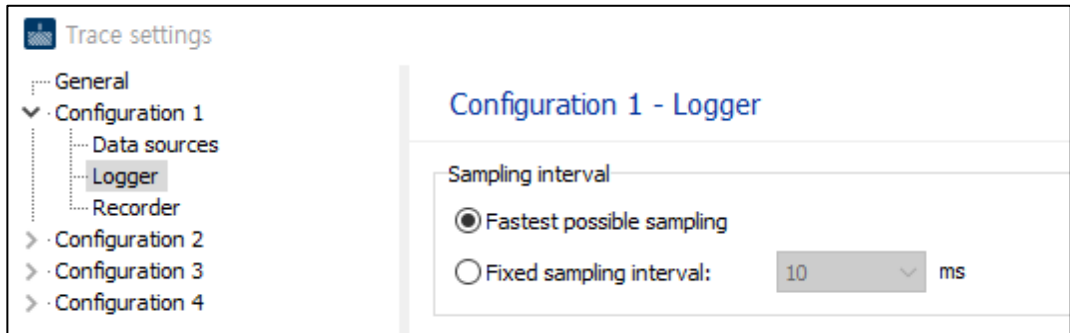 Trace settings
General
Configuration 1
Data sources
Logger
Recorder
Configuration 2
Configuration 3
Configuration 4
Configuration 1 - Logger
Sampling interval
Fastest possible sampling
Fixed sampling interval: 10 ms